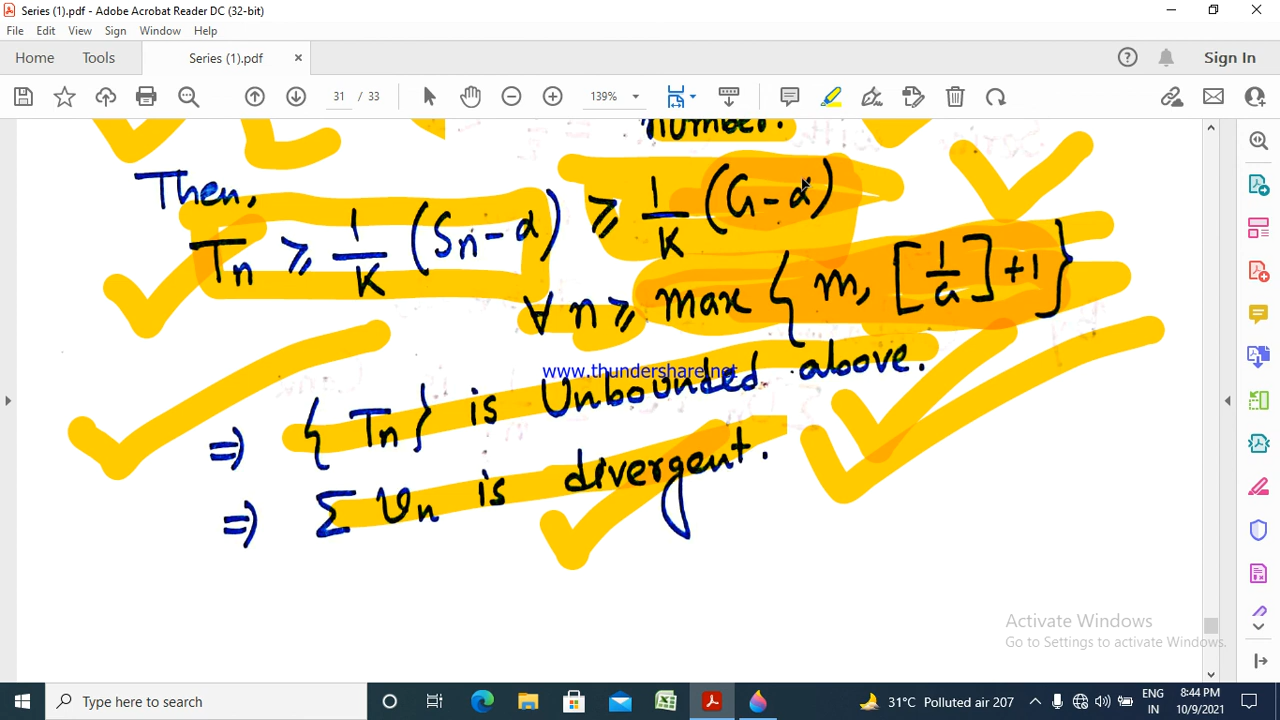 Series (1).pdf - Adobe Acrobat Reader DC (32-bit)
File Edit View Sign Window Help
Home Tools Series (1).pdf × Sign In
31 / 33 139%
number.
Then,
Tn ⩾ 1/K (Sn - α) ⩾ 1/K (G - α)
∀ n ⩾ max { m, [1/G] + 1 }
www.thundershare.net
⇒ { Tn } is Unbounded above.
⇒ Σ vn is divergent.
Activate Windows
Go to Settings to activate Windows.
Type here to search
31°C Polluted air 207
ENG
IN
8:44 PM
10/9/2021